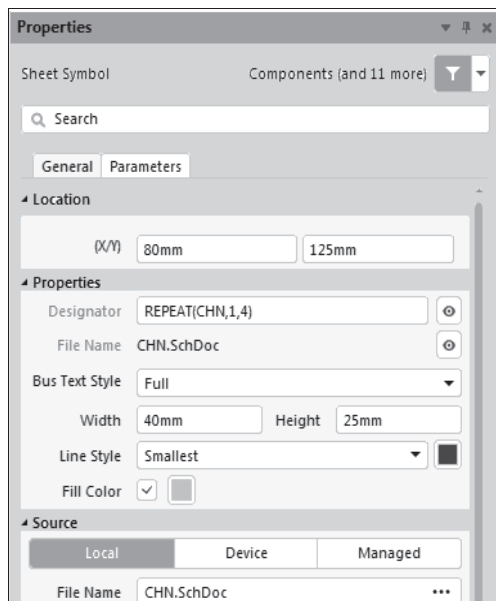 Properties
Sheet Symbol Components (and 11 more)
Search
General Parameters
Location
(X/Y) 80mm 125mm
Properties
Designator REPEAT(CHN,1,4)
File Name CHN.SchDoc
Bus Text Style Full
Width 40mm Height 25mm
Line Style Smallest
Fill Color
Source
Local Device Managed
File Name CHN.SchDoc •••